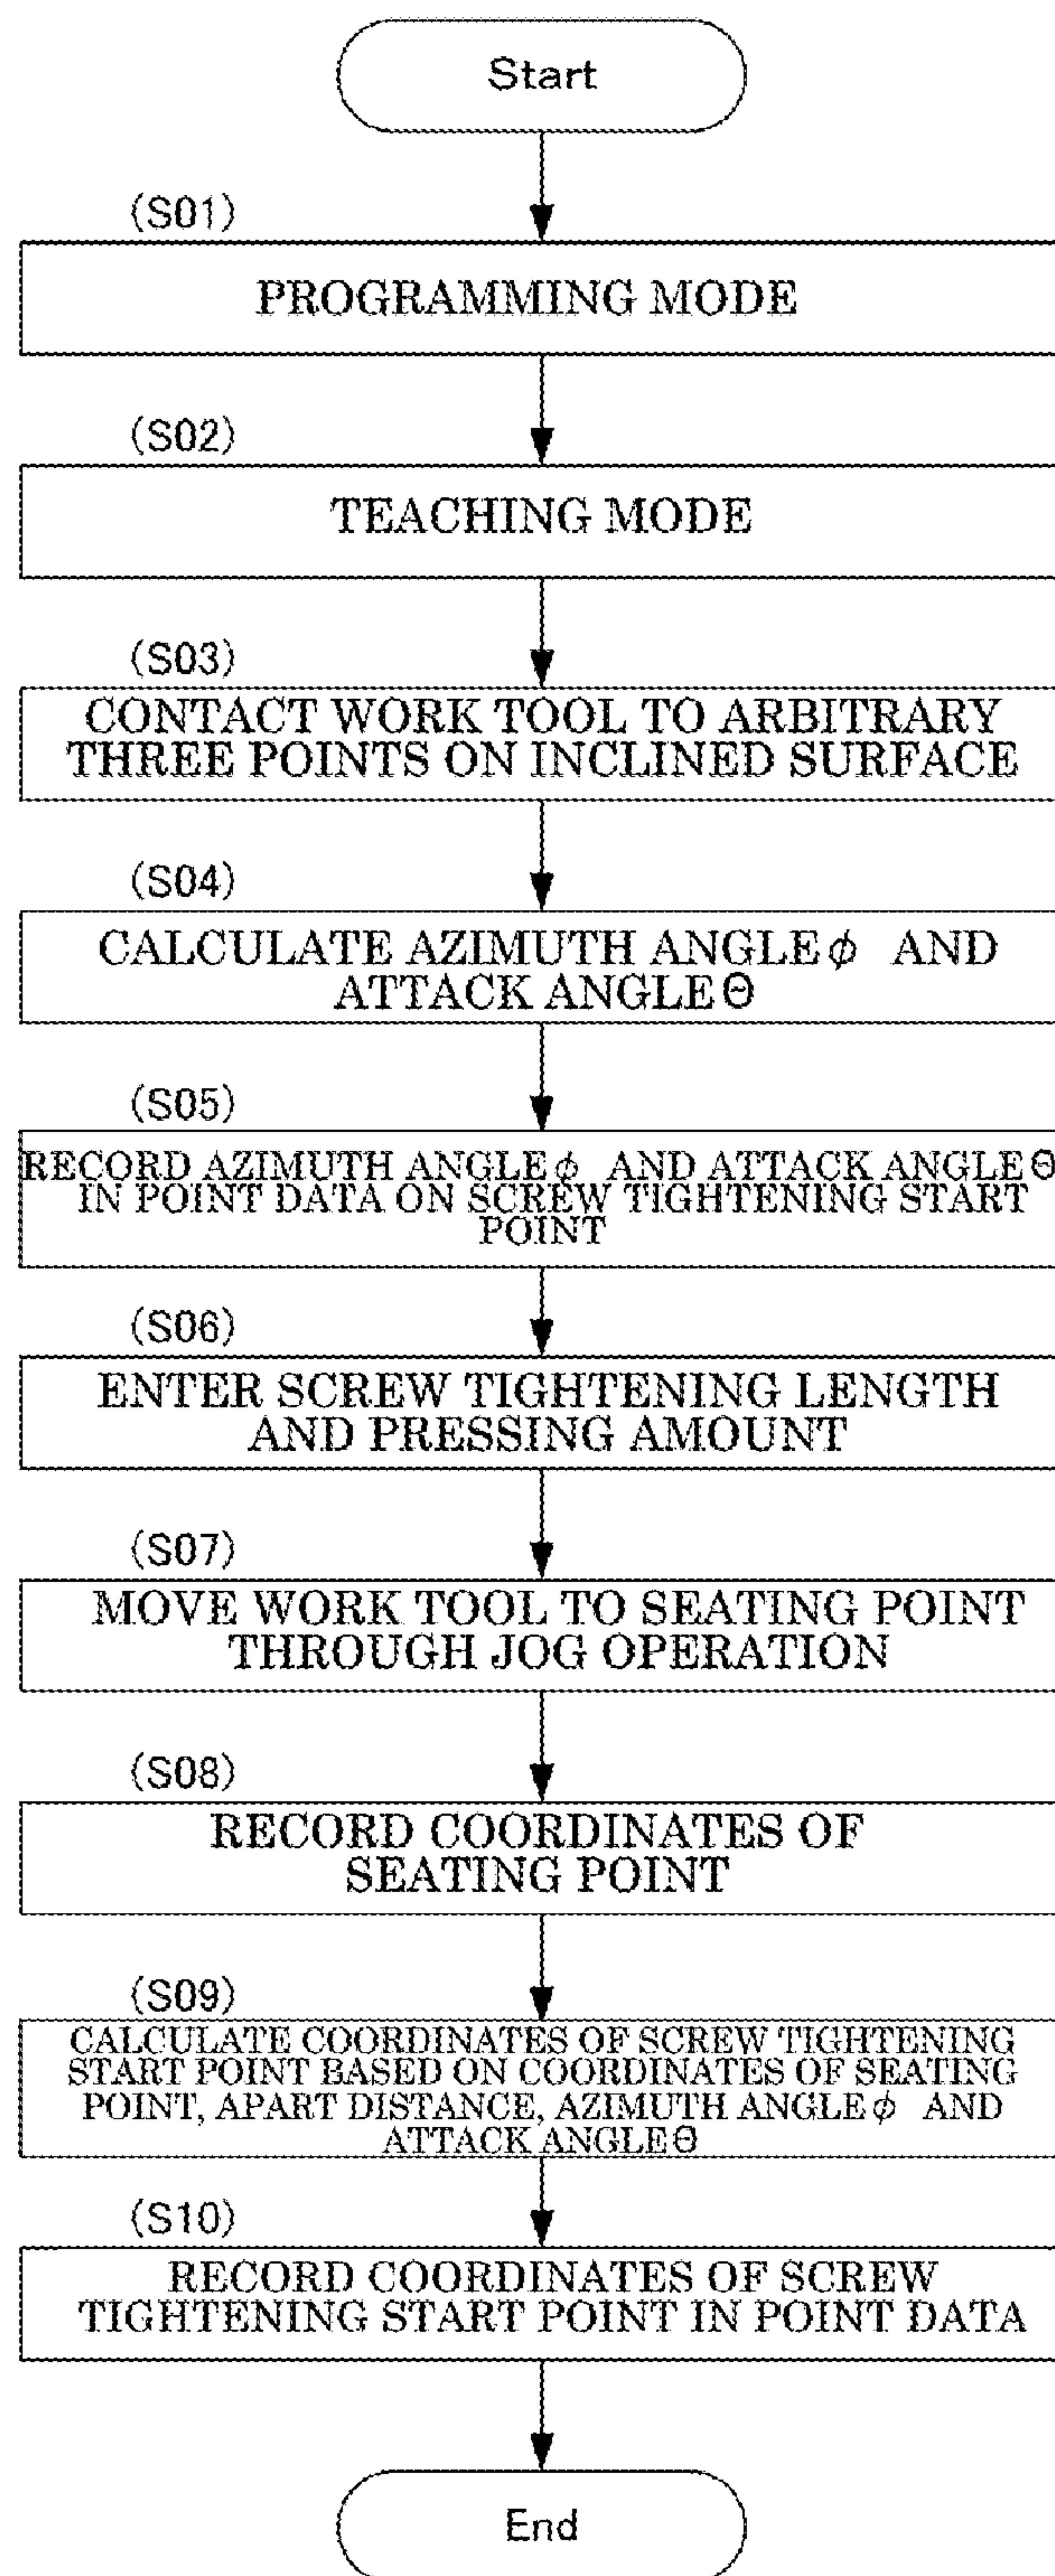 Start
(S01)
PROGRAMMING MODE
(S02)
TEACHING MODE
(S03)
CONTACT WORK TOOL TO ARBITRARY
THREE POINTS ON INCLINED SURFACE
(S04)
CALCULATE AZIMUTH ANGLE ϕ AND
ATTACK ANGLE Θ
(S05)
RECORD AZIMUTH ANGLE ϕ AND ATTACK ANGLE Θ
IN POINT DATA ON SCREW TIGHTENING START
POINT
(S06)
ENTER SCREW TIGHTENING LENGTH
AND PRESSING AMOUNT
(S07)
MOVE WORK TOOL TO SEATING POINT
THROUGH JOG OPERATION
(S08)
RECORD COORDINATES OF
SEATING POINT
(S09)
CALCULATE COORDINATES OF SCREW TIGHTENING
START POINT BASED ON COORDINATES OF SEATING
POINT, APART DISTANCE, AZIMUTH ANGLE ϕ AND
ATTACK ANGLE Θ
(S10)
RECORD COORDINATES OF SCREW
TIGHTENING START POINT IN POINT DATA
End